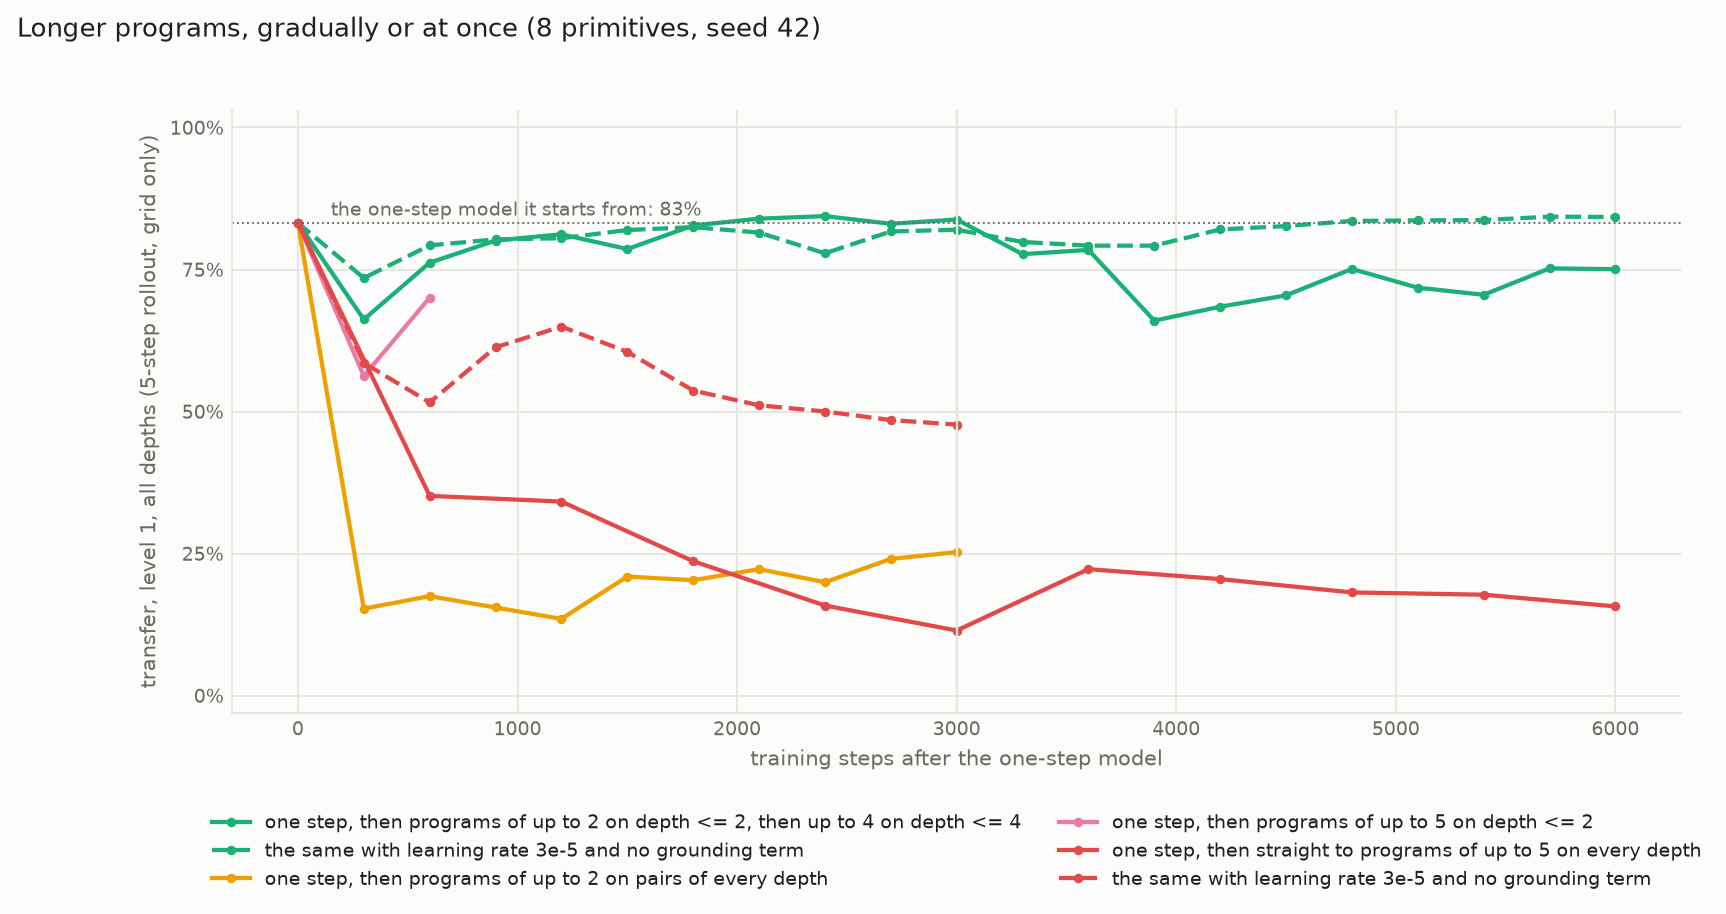 Longer programs, gradually or at once (8 primitives, seed 42)
transfer, level 1, all depths (5-step rollout, grid only)
100%
75%
50%
25%
0%
the one-step model it starts from: 83%
0
1000
2000
3000
4000
5000
6000
training steps after the one-step model
one step, then programs of up to 2 on depth <= 2, then up to 4 on depth <= 4
the same with learning rate 3e-5 and no grounding term
one step, then programs of up to 2 on pairs of every depth
one step, then programs of up to 5 on depth <= 2
one step, then straight to programs of up to 5 on every depth
the same with learning rate 3e-5 and no grounding term